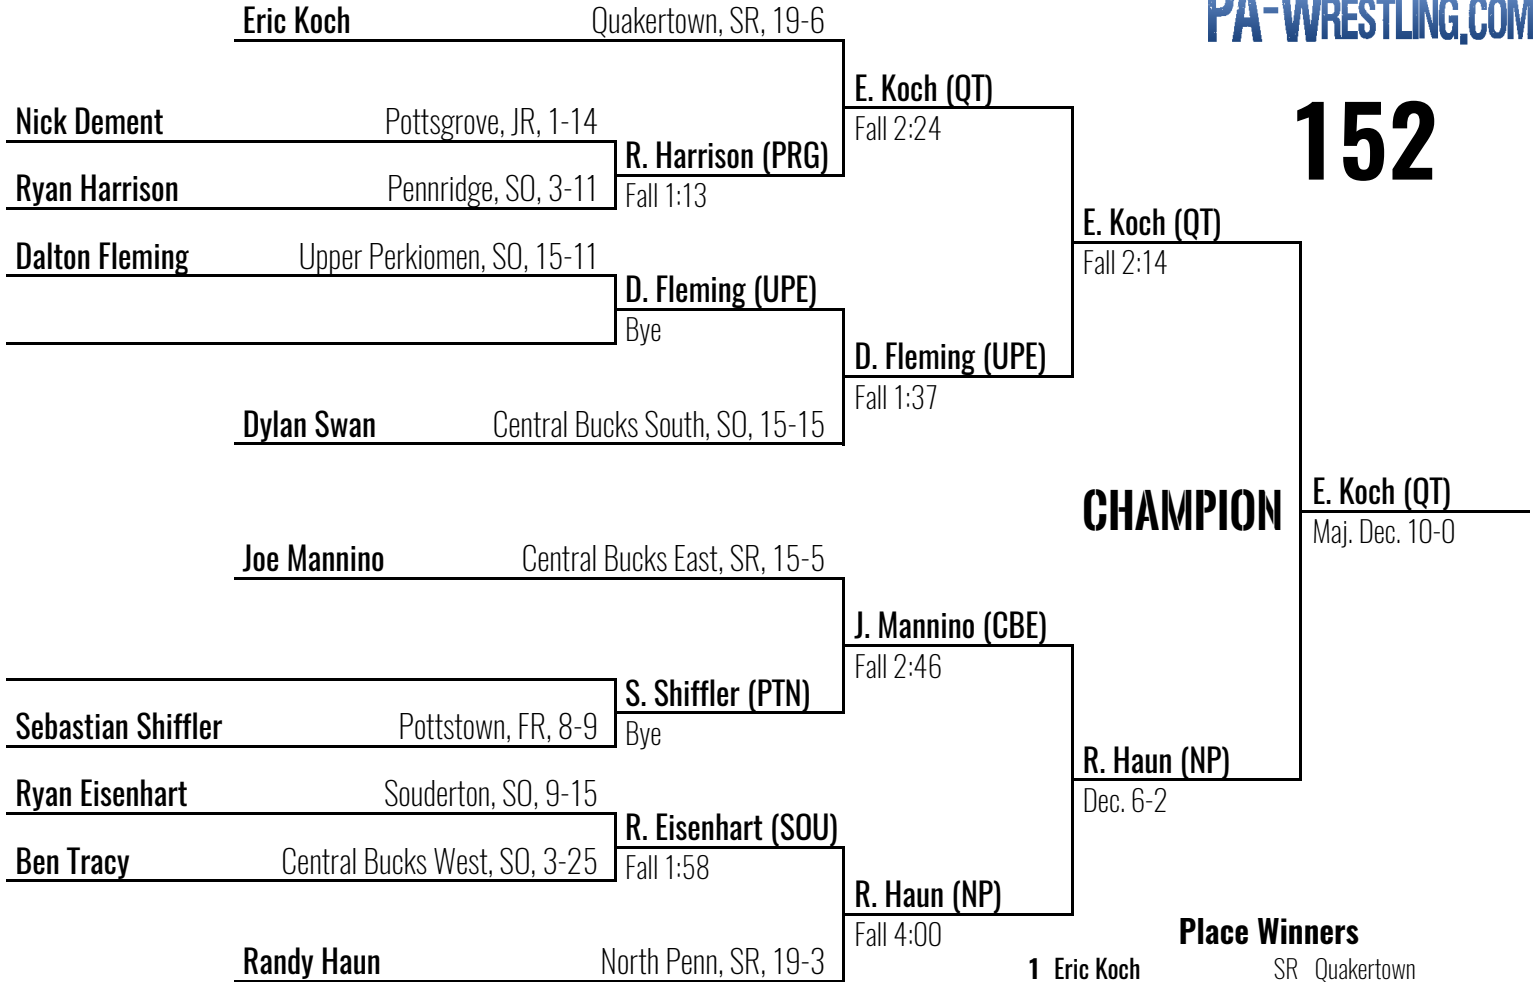 Eric Koch Quakertown, SR, 19-6
PA-WRESTLING.COM
E. Koch (QT)
Fall 2:24
152
Nick Dement Pottsgrove, JR, 1-14
R. Harrison (PRG)
Fall 1:13
Ryan Harrison Pennridge, SO, 3-11
E. Koch (QT)
Fall 2:14
Dalton Fleming Upper Perkiomen, SO, 15-11
D. Fleming (UPE)
Bye
D. Fleming (UPE)
Fall 1:37
Dylan Swan Central Bucks South, SO, 15-15
CHAMPION
E. Koch (QT)
Maj. Dec. 10-0
Joe Mannino Central Bucks East, SR, 15-5
J. Mannino (CBE)
Fall 2:46
S. Shiffler (PTN)
Bye
Sebastian Shiffler Pottstown, FR, 8-9
R. Haun (NP)
Dec. 6-2
Ryan Eisenhart Souderton, SO, 9-15
R. Eisenhart (SOU)
Fall 1:58
Ben Tracy Central Bucks West, SO, 3-25
R. Haun (NP)
Fall 4:00
Randy Haun North Penn, SR, 19-3
Place Winners
1 Eric Koch SR Quakertown